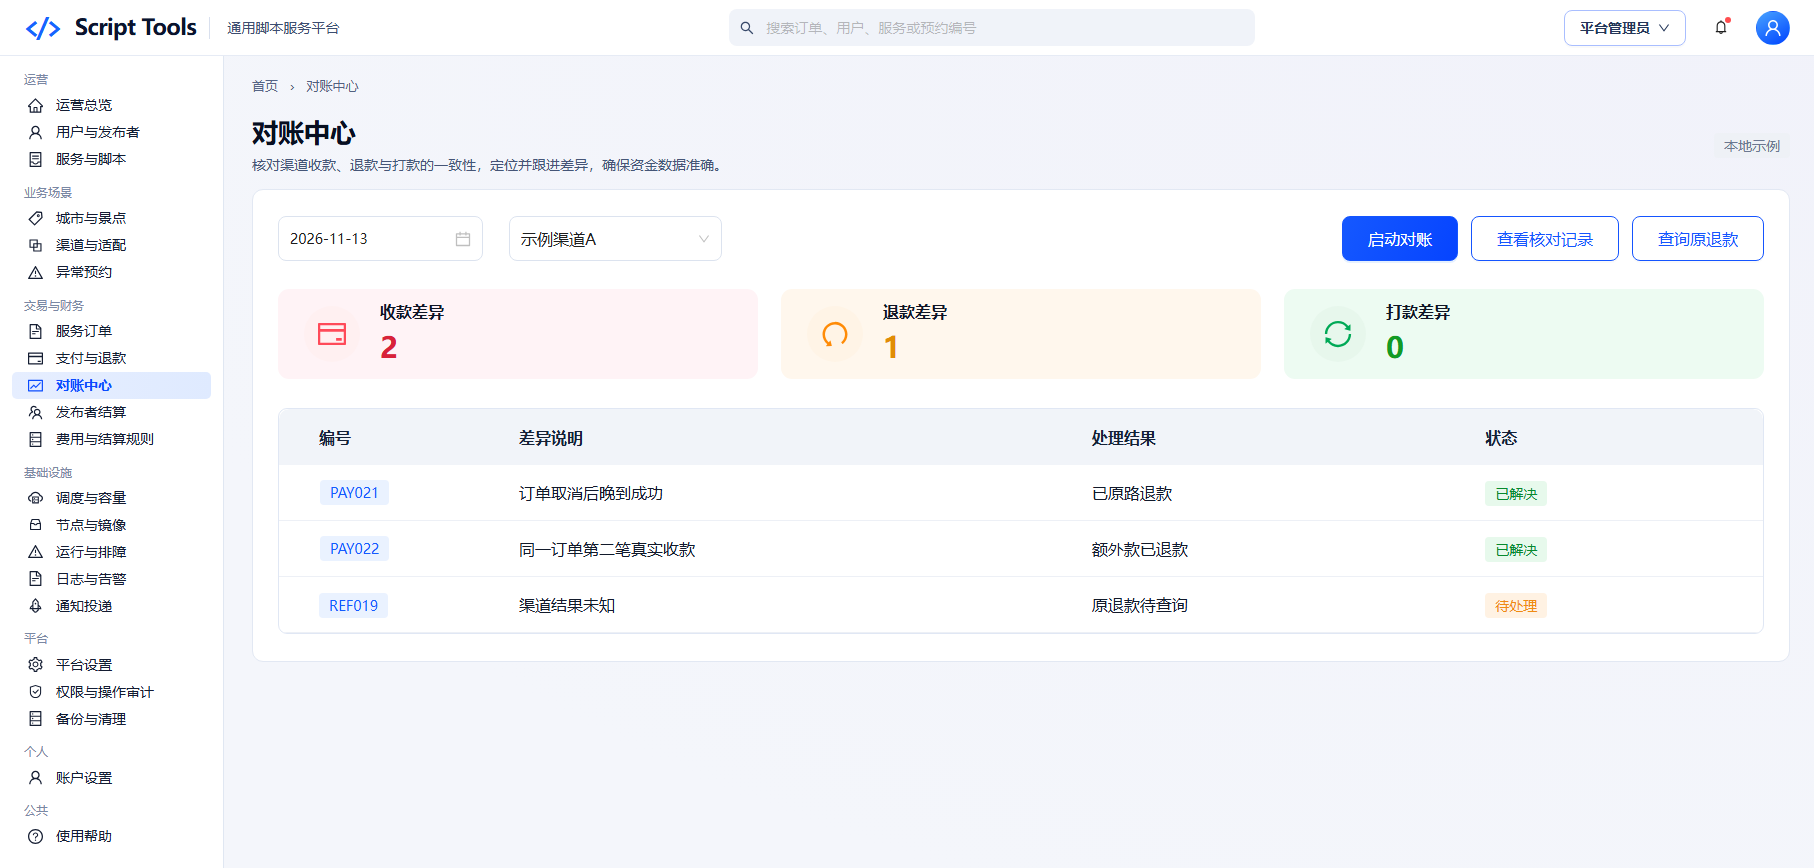 Script Tools
通用脚本服务平台
搜索订单、用户、服务或预约编号
平台管理员
运营
运营总览
用户与发布者
服务与脚本
业务场景
城市与景点
渠道与适配
异常预约
交易与财务
服务订单
支付与退款
对账中心
发布者结算
费用与结算规则
基础设施
调度与容量
节点与镜像
运行与排障
日志与告警
通知投递
平台
平台设置
权限与操作审计
备份与清理
个人
账户设置
公共
使用帮助
首页 › 对账中心
对账中心
核对渠道收款、退款与打款的一致性，定位并跟进差异，确保资金数据准确。
本地示例
2026-11-13
示例渠道A
启动对账
查看核对记录
查询原退款
收款差异
2
退款差异
1
打款差异
0
编号 差异说明 处理结果 状态
PAY021 订单取消后晚到成功 已原路退款 已解决
PAY022 同一订单第二笔真实收款 额外款已退款 已解决
REF019 渠道结果未知 原退款待查询 待处理